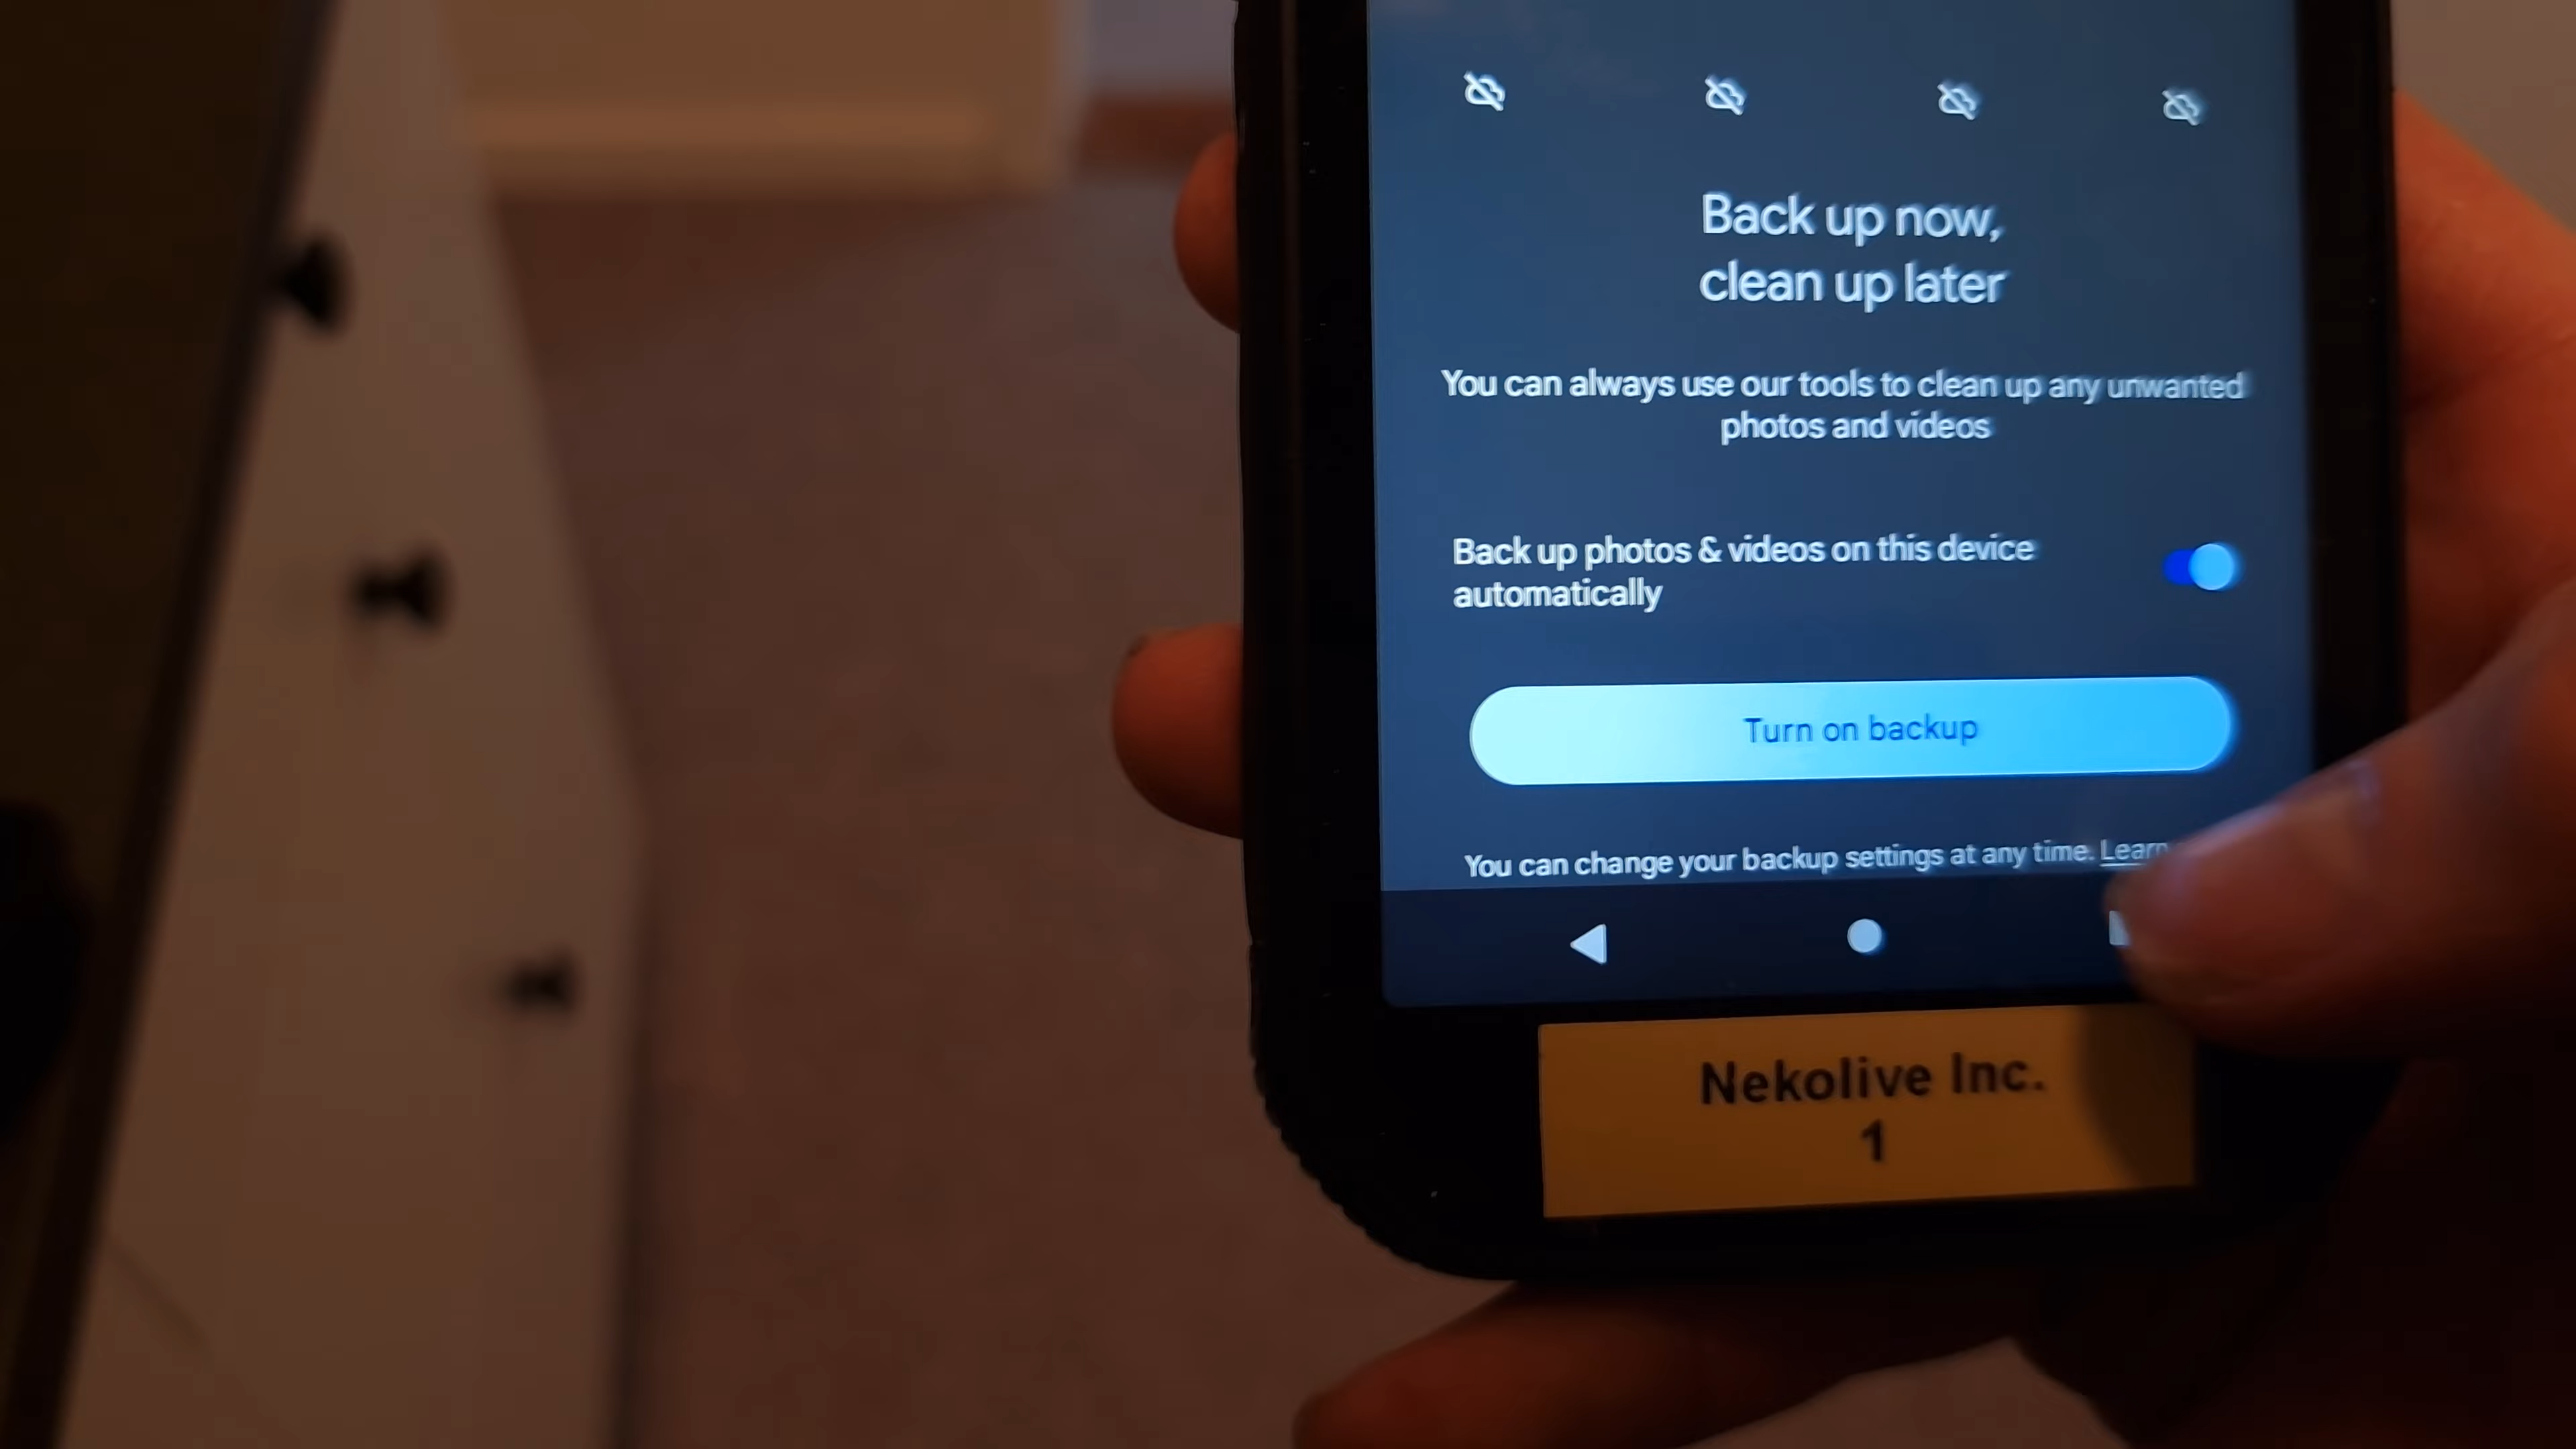 Back up now,
clean up later
You can always use our tools to clean up any unwanted
photos and videos
Back up photos & videos on this device
automatically
Turn on backup
You can change your backup settings at any time. Learn
Nekolive Inc.
1